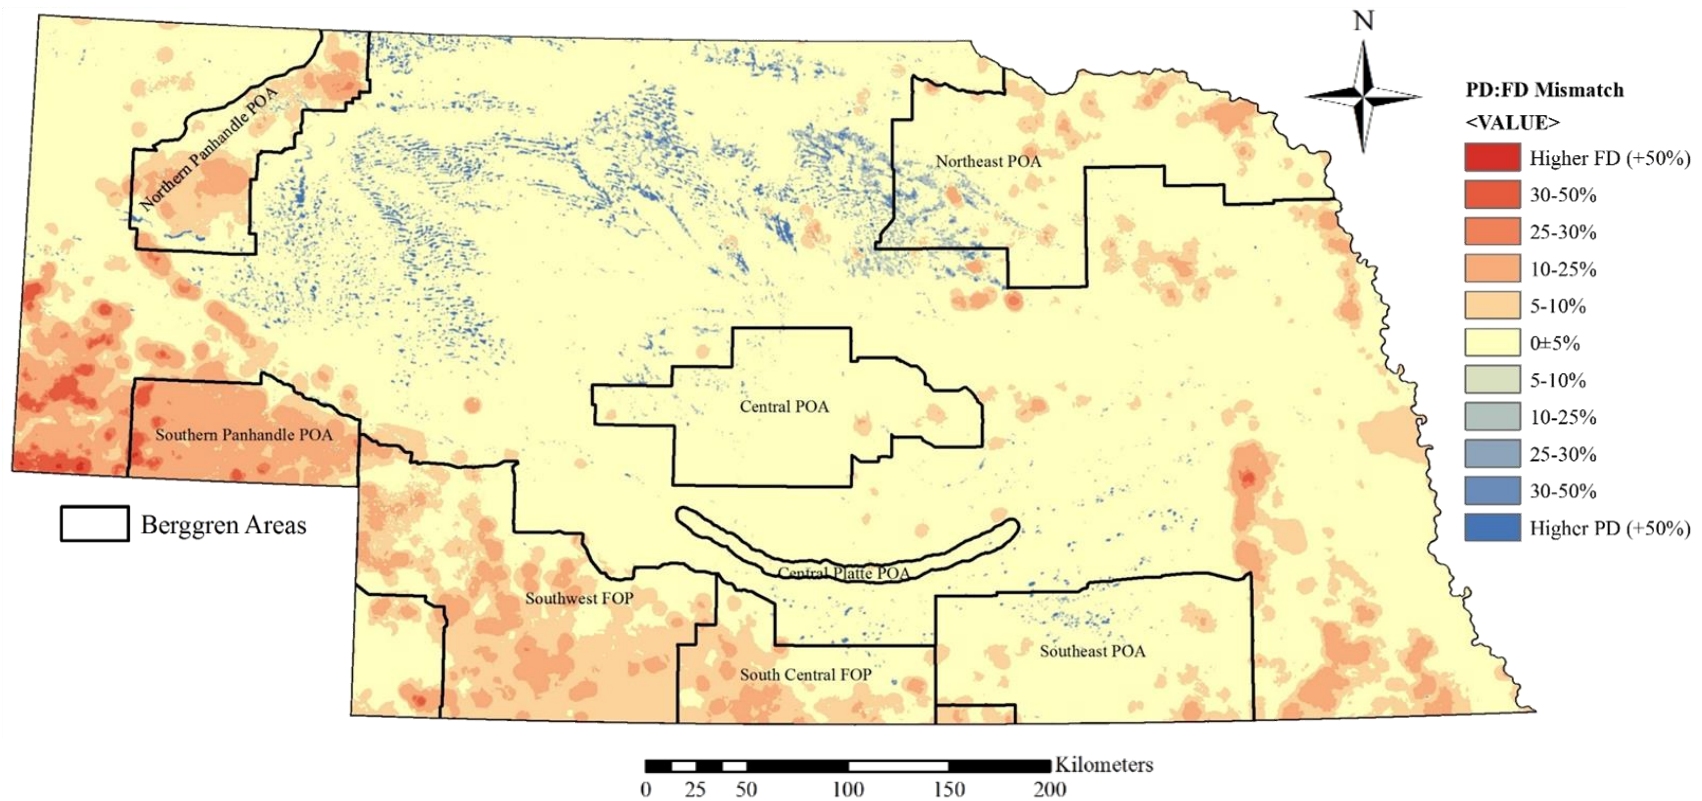 N
PD:FD Mismatch
<VALUE>
Higher FD (+50%)
30-50%
25-30%
10-25%
5-10%
0±5%
5-10%
10-25%
25-30%
30-50%
Higher PD (+50%)
Northern Panhandle POA
Northeast POA
Central POA
Southern Panhandle POA
Berggren Areas
Central Platte POA
Southwest FOP
Southeast POA
South Central FOP
Kilometers
0 25 50 100 150 200